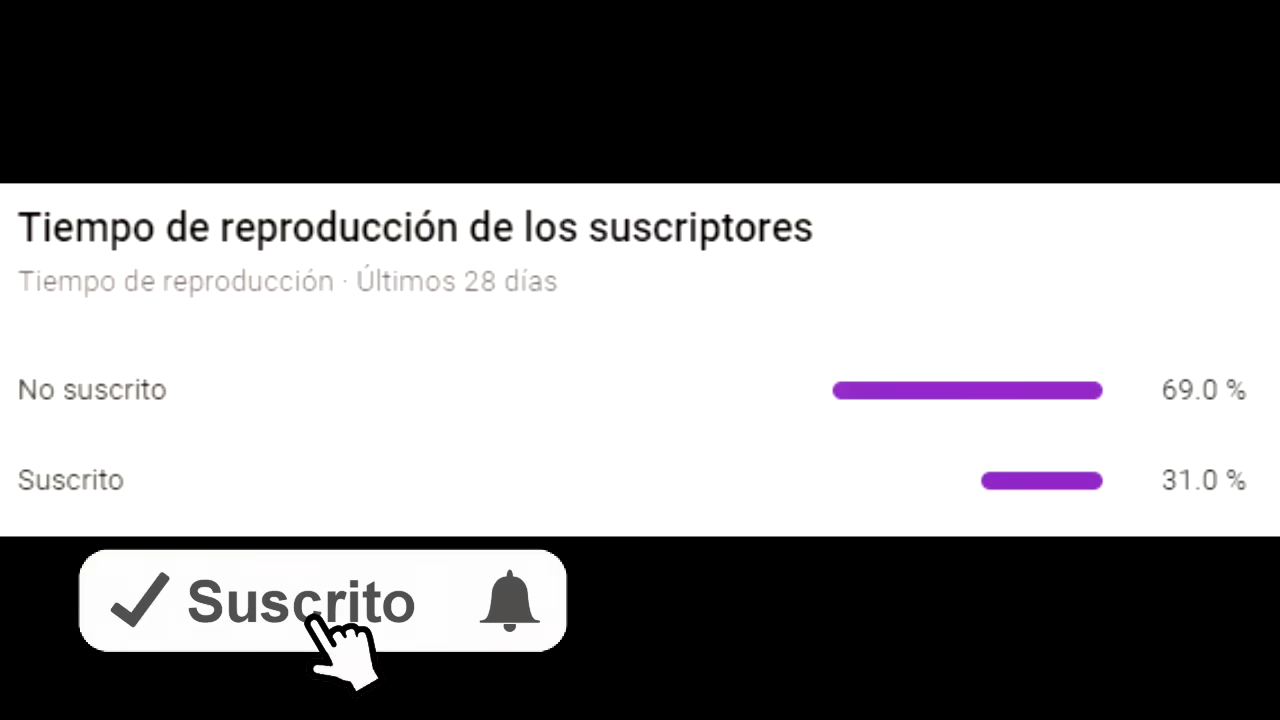 Tiempo de reproducción de los suscriptores
Tiempo de reproducción · Últimos 28 días
No suscrito 69.0 %
Suscrito 31.0 %
Suscrito